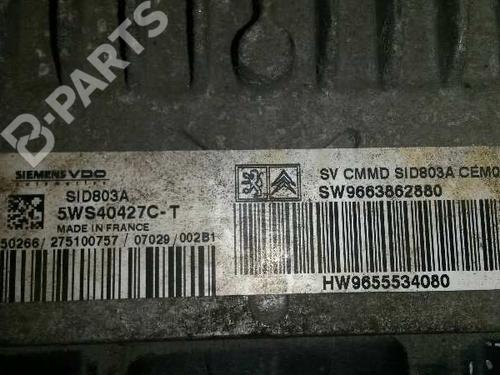 B-PARTS
SIEMENS VDO
SID803A
5WS40427C-T
MADE IN FRANCE
50266/ 275100757 / 07029 /002B1
SV CMMD SID803A CEM0
SW9663862880
HW9655534080